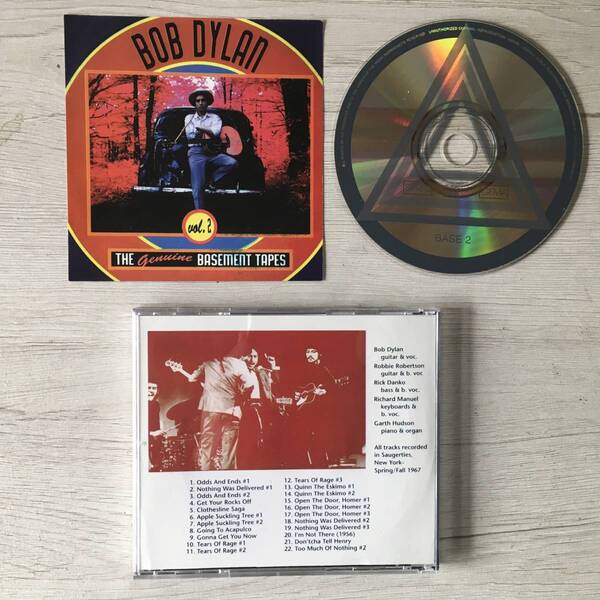 BOB DYLAN
vol. 2
THE Genuine BASEMENT TAPES
UNAUTHORIZED COPYING
BASE 2
Bob Dylan
guitar & voc.
Robbie Robertson
guitar & b. voc.
Rick Danko
bass & b. voc.
Richard Manuel
keyboards &
b. voc.
Garth Hudson
piano & organ
All tracks recorded
in Saugerties,
New York-
Spring/Fall 1967
1. Odds And Ends #1
2. Nothing Was Delivered #1
3. Odds and Ends #2
4. Get Your Rocks Off
5. Clothesline Saga
6. Apple Suckling Tree #1
7. Apple Suckling Tree #2
8. Going To Acapulco
9. Gonna Get You Now
10. Tears Of Rage #1
11. Tears Of Rage #2
12. Tears Of Rage #3
13. Quinn The Eskimo #1
14. Quinn The Eskimo #2
15. Open The Door, Homer #1
16. Open The Door, Homer #2
17. Open The Door, Homer #3
18. Nothing Was Delivered #2
19. Nothing Was Delivered #3
20. I'm Not There (1956)
21. Don'tcha Tell Henry
22. Too Much Of Nothing #2